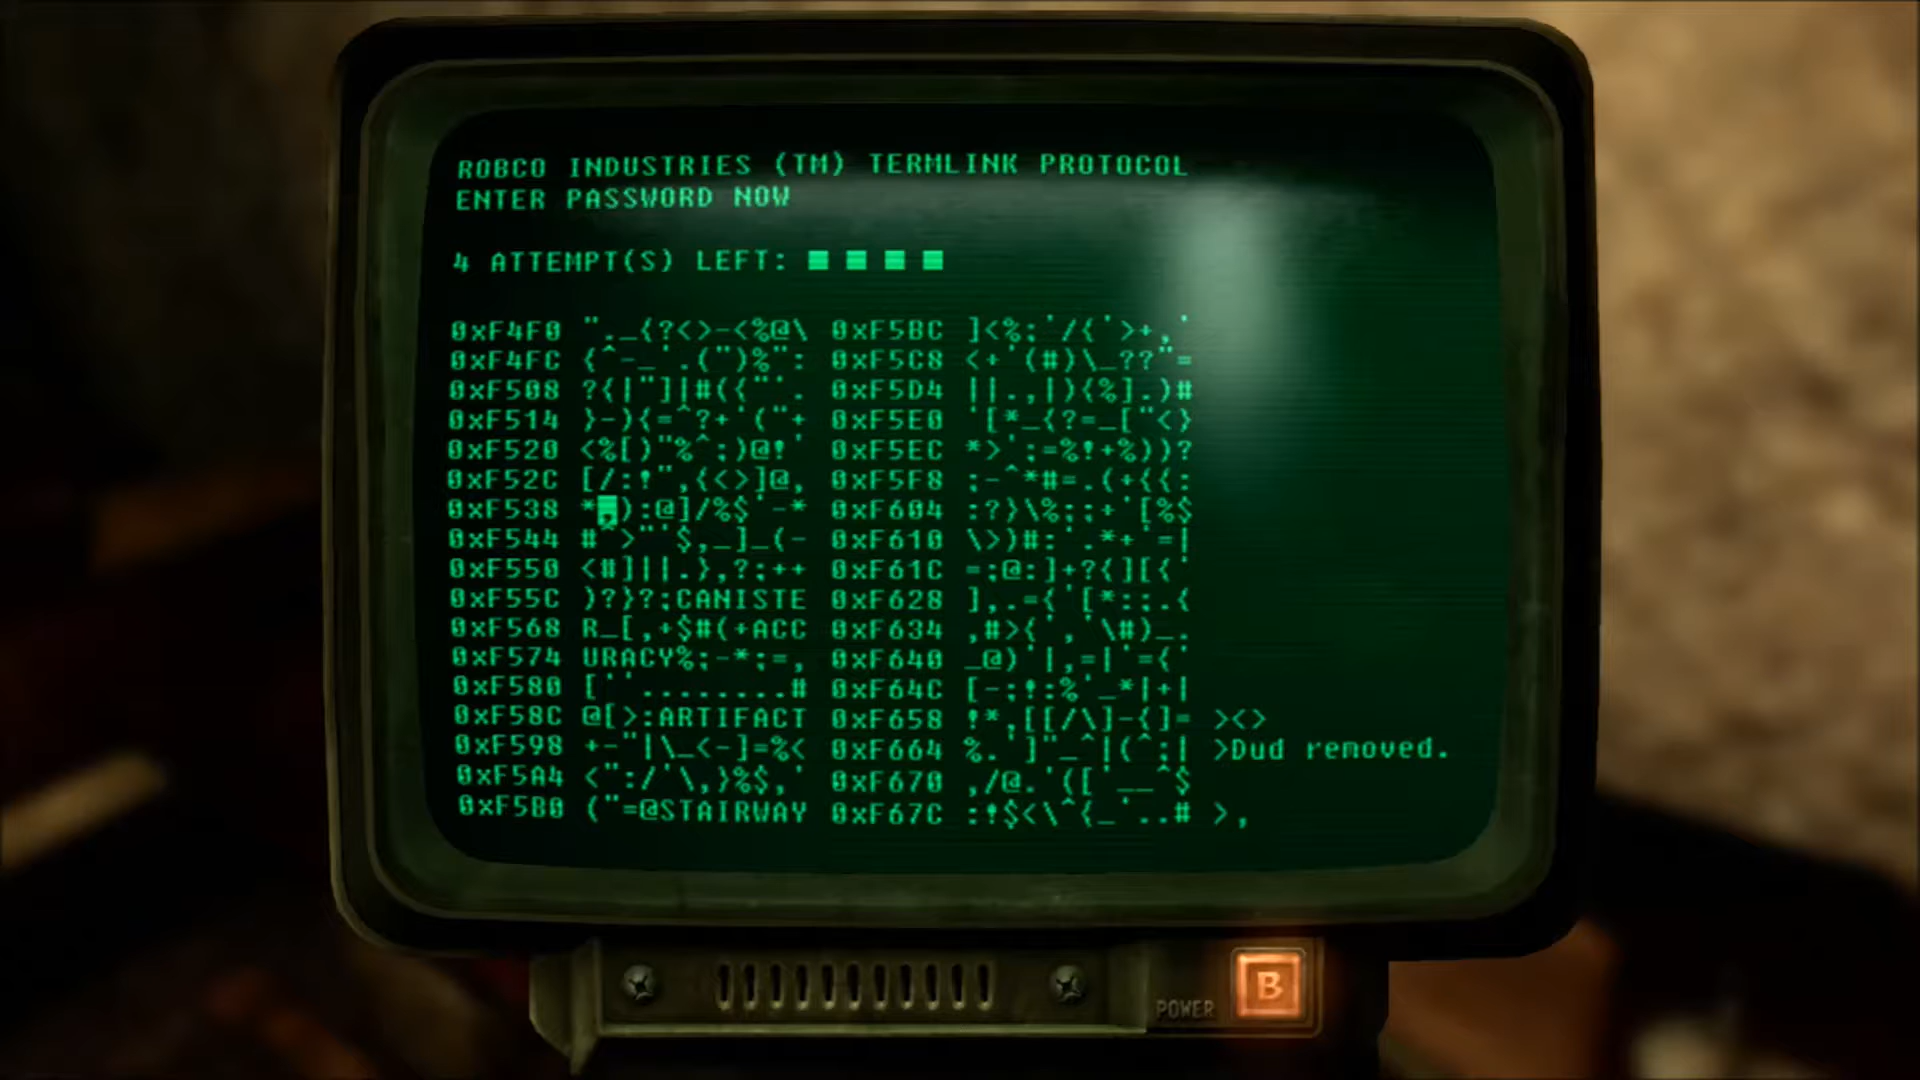 ROBCO INDUSTRIES (TM) TERMLINK PROTOCOL
ENTER PASSWORD NOW
4 ATTEMPT(S) LEFT: ■ ■ ■ ■
0xF4F0 "._{?<>-<%@\ 0xF5BC ]<%;'/{'>+,'
0xF4FC {^-_'.(")%": 0xF5C8 <+'(#)\_??"=
0xF508 ?{|"]|#({"'. 0xF5D4 ||.,|){%].)#
0xF514 }-){=^?+'("+ 0xF5E0 '[*_{?=_["<}
0xF520 <%[)"%^;)@!' 0xF5EC *>';=%!+%))?
0xF52C [/:!",{<>]@, 0xF5F8 ;-^*#=.(+{{:
0xF538 *,):@]/%$'-* 0xF604 :?}\%;;+'[%$
0xF544 #^>"'$,_]_(- 0xF610 \>)#:'.*+'=|
0xF550 <#]||.},?;++ 0xF61C =;@:]+?{][{'
0xF55C )?}?;CANISTE 0xF628 ],.={'[*:;.{
0xF568 R_[,+$#(+ACC 0xF634 ,#>{','\#)_.
0xF574 URACY%;-*;=, 0xF640 _@)'|,=|'={'
0xF580 [''........# 0xF64C [-;!:%'_*|+|
0xF58C @[>:ARTIFACT 0xF658 !*,[[/\]-{]= ><>
0xF598 +-"|\_<-]=%< 0xF664 %.']"_^|(^;| >Dud removed.
0xF5A4 <":/'\,}%$,' 0xF670 ,/@.'(['__^$
0xF5B0 ("=@STAIRWAY 0xF67C :!$<\^{_'..# >,
POWER B